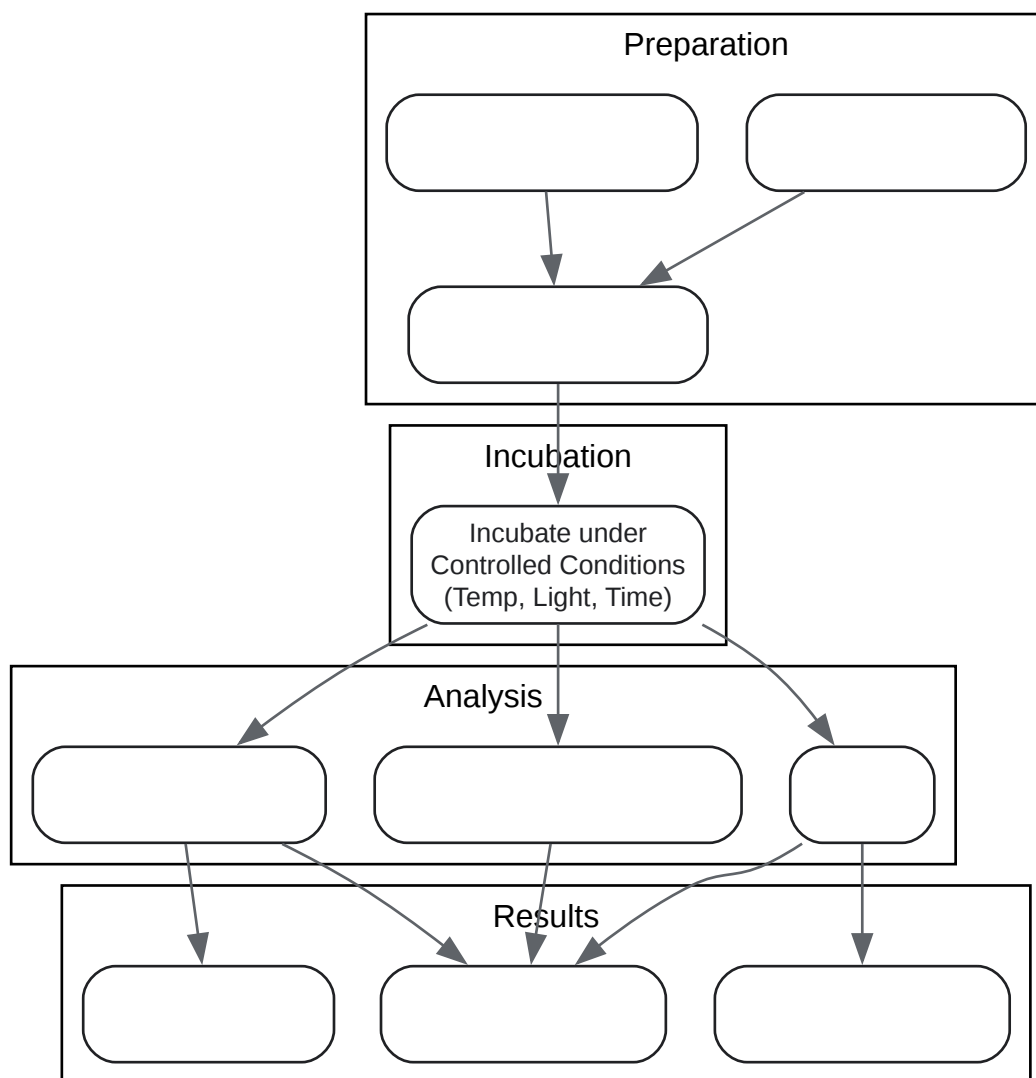 Preparation
Incubation
Incubate under
Controlled Conditions
(Temp, Light, Time)
Analysis
Results